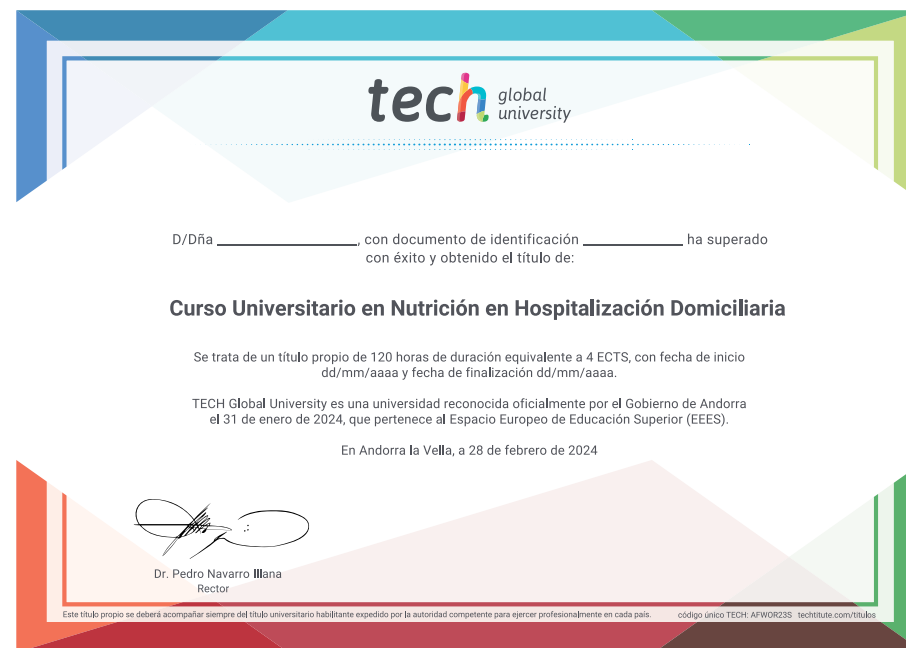 tech global university
D/Dña ______________, con documento de identificación __________ ha superado
con éxito y obtenido el título de:
Curso Universitario en Nutrición en Hospitalización Domiciliaria
Se trata de un título propio de 120 horas de duración equivalente a 4 ECTS, con fecha de inicio
dd/mm/aaaa y fecha de finalización dd/mm/aaaa.
TECH Global University es una universidad reconocida oficialmente por el Gobierno de Andorra
el 31 de enero de 2024, que pertenece al Espacio Europeo de Educación Superior (EEES).
En Andorra la Vella, a 28 de febrero de 2024
Dr. Pedro Navarro Illana
Rector
Este título propio se deberá acompañar siempre del título universitario habilitante expedido por la autoridad competente para ejercer profesionalmente en cada país. código único TECH: AFWOR23S techtitute.com/titulos